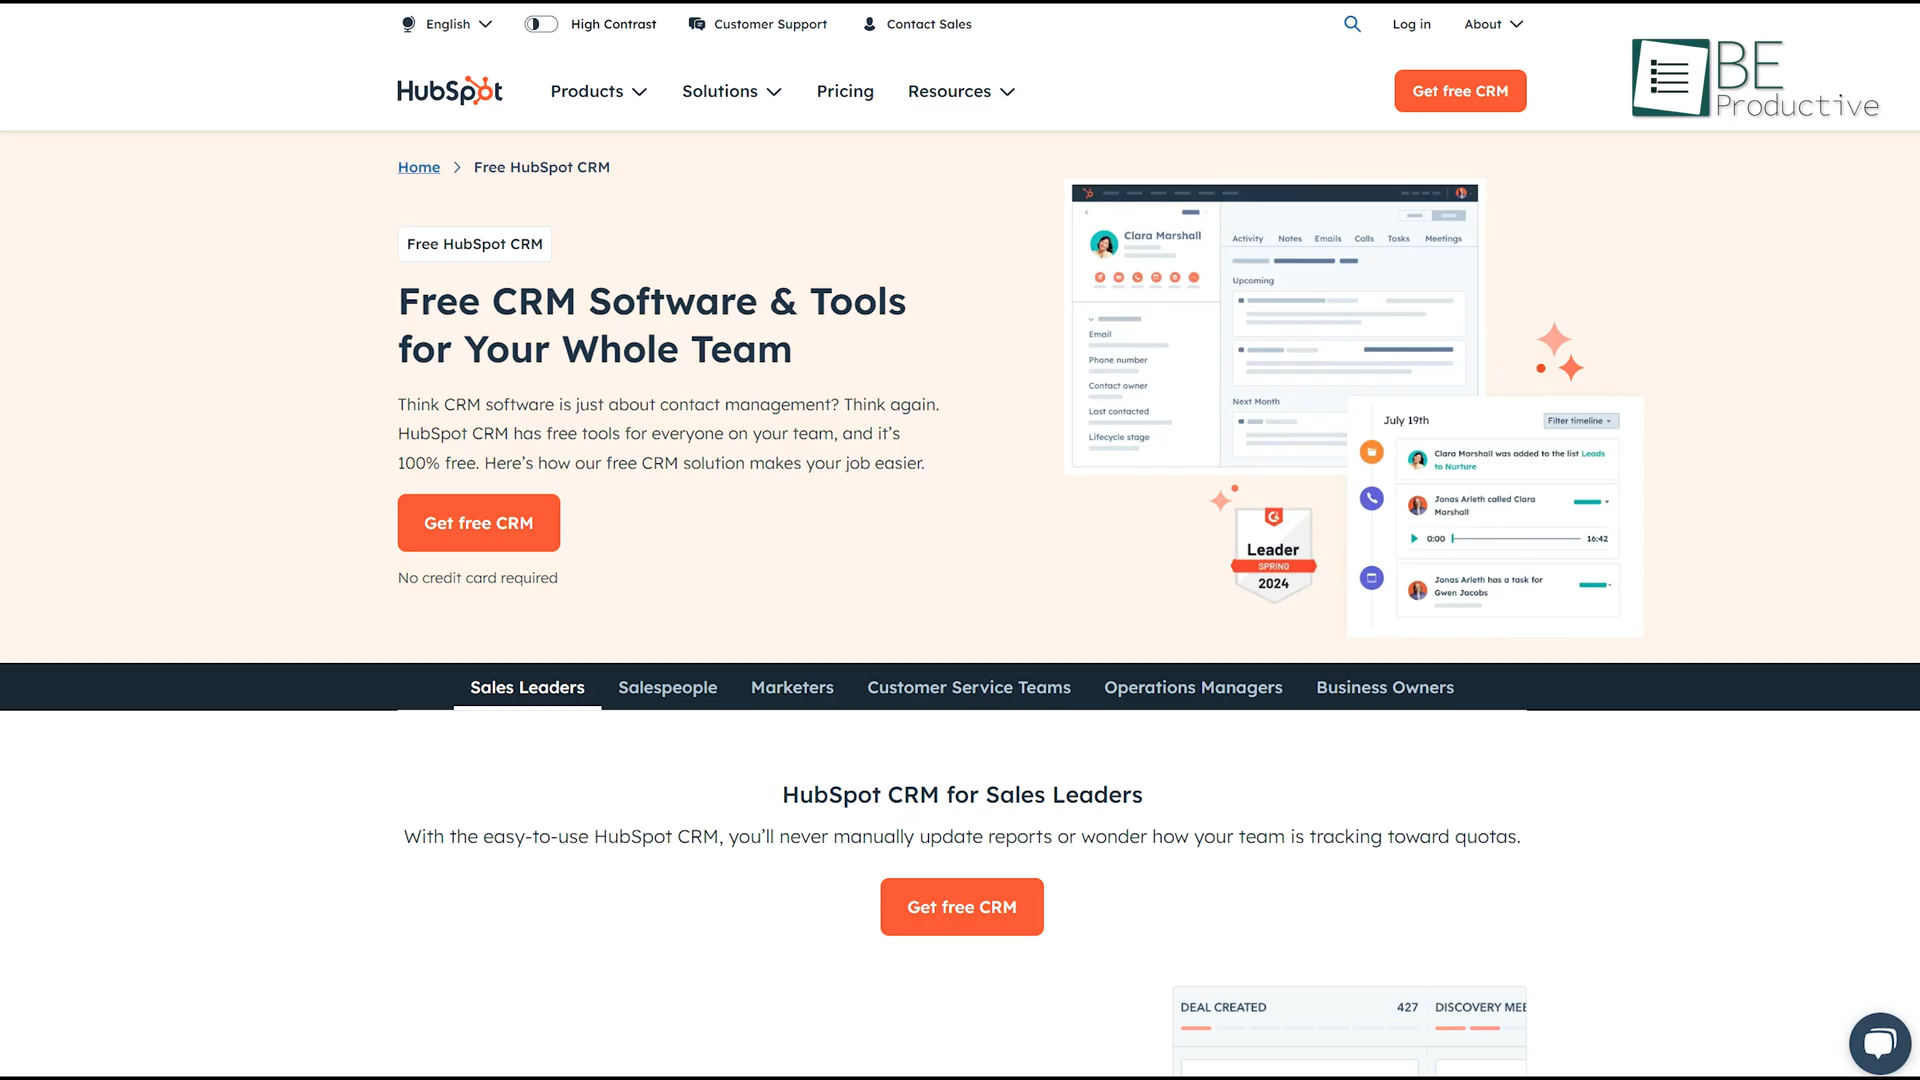 English
High Contrast
Customer Support
Contact Sales
Log in
About
BE
Productive
HubSpot
Products
Solutions
Pricing
Resources
Get free CRM
Home
Free HubSpot CRM
Free HubSpot CRM
Free CRM Software & Tools
for Your Whole Team
Think CRM software is just about contact management? Think again.
HubSpot CRM has free tools for everyone on your team, and it's
100% free. Here's how our free CRM solution makes your job easier.
Get free CRM
No credit card required
Clara Marshall
Activity
Notes
Emails
Calls
Tasks
Meetings
Upcoming
Email
Phone number
Contact owner
Last contacted
Lifecycle stage
Next Month
July 19th
Filter timeline
Clara Marshall was added to the list Leads
to Nurture
Jonas Arleth called Clara
Marshall
0:00
16:42
Jonas Arleth has a task for
Gwen Jacobs
Leader
SPRING
2024
Sales Leaders
Salespeople
Marketers
Customer Service Teams
Operations Managers
Business Owners
HubSpot CRM for Sales Leaders
With the easy-to-use HubSpot CRM, you'll never manually update reports or wonder how your team is tracking toward quotas.
Get free CRM
DEAL CREATED
427
DISCOVERY MEE